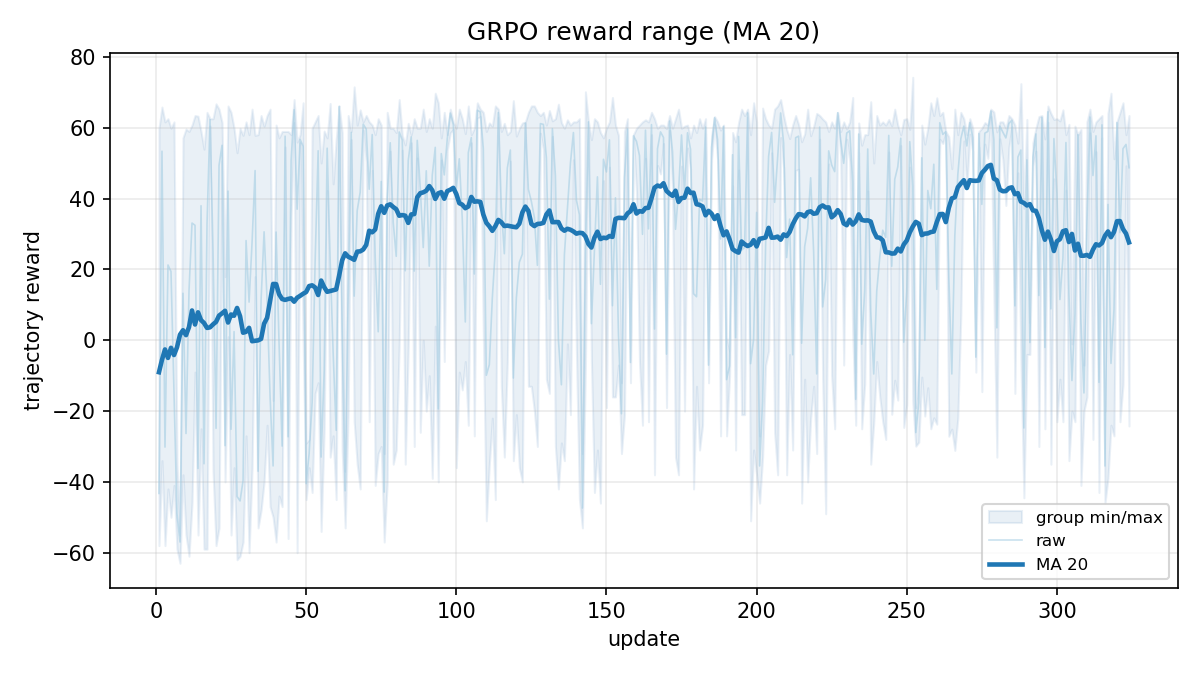 GRPO reward range (MA 20)
trajectory reward
80
60
40
20
0
−20
−40
−60
0 50 100 150 200 250 300
update
group min/max
raw
MA 20